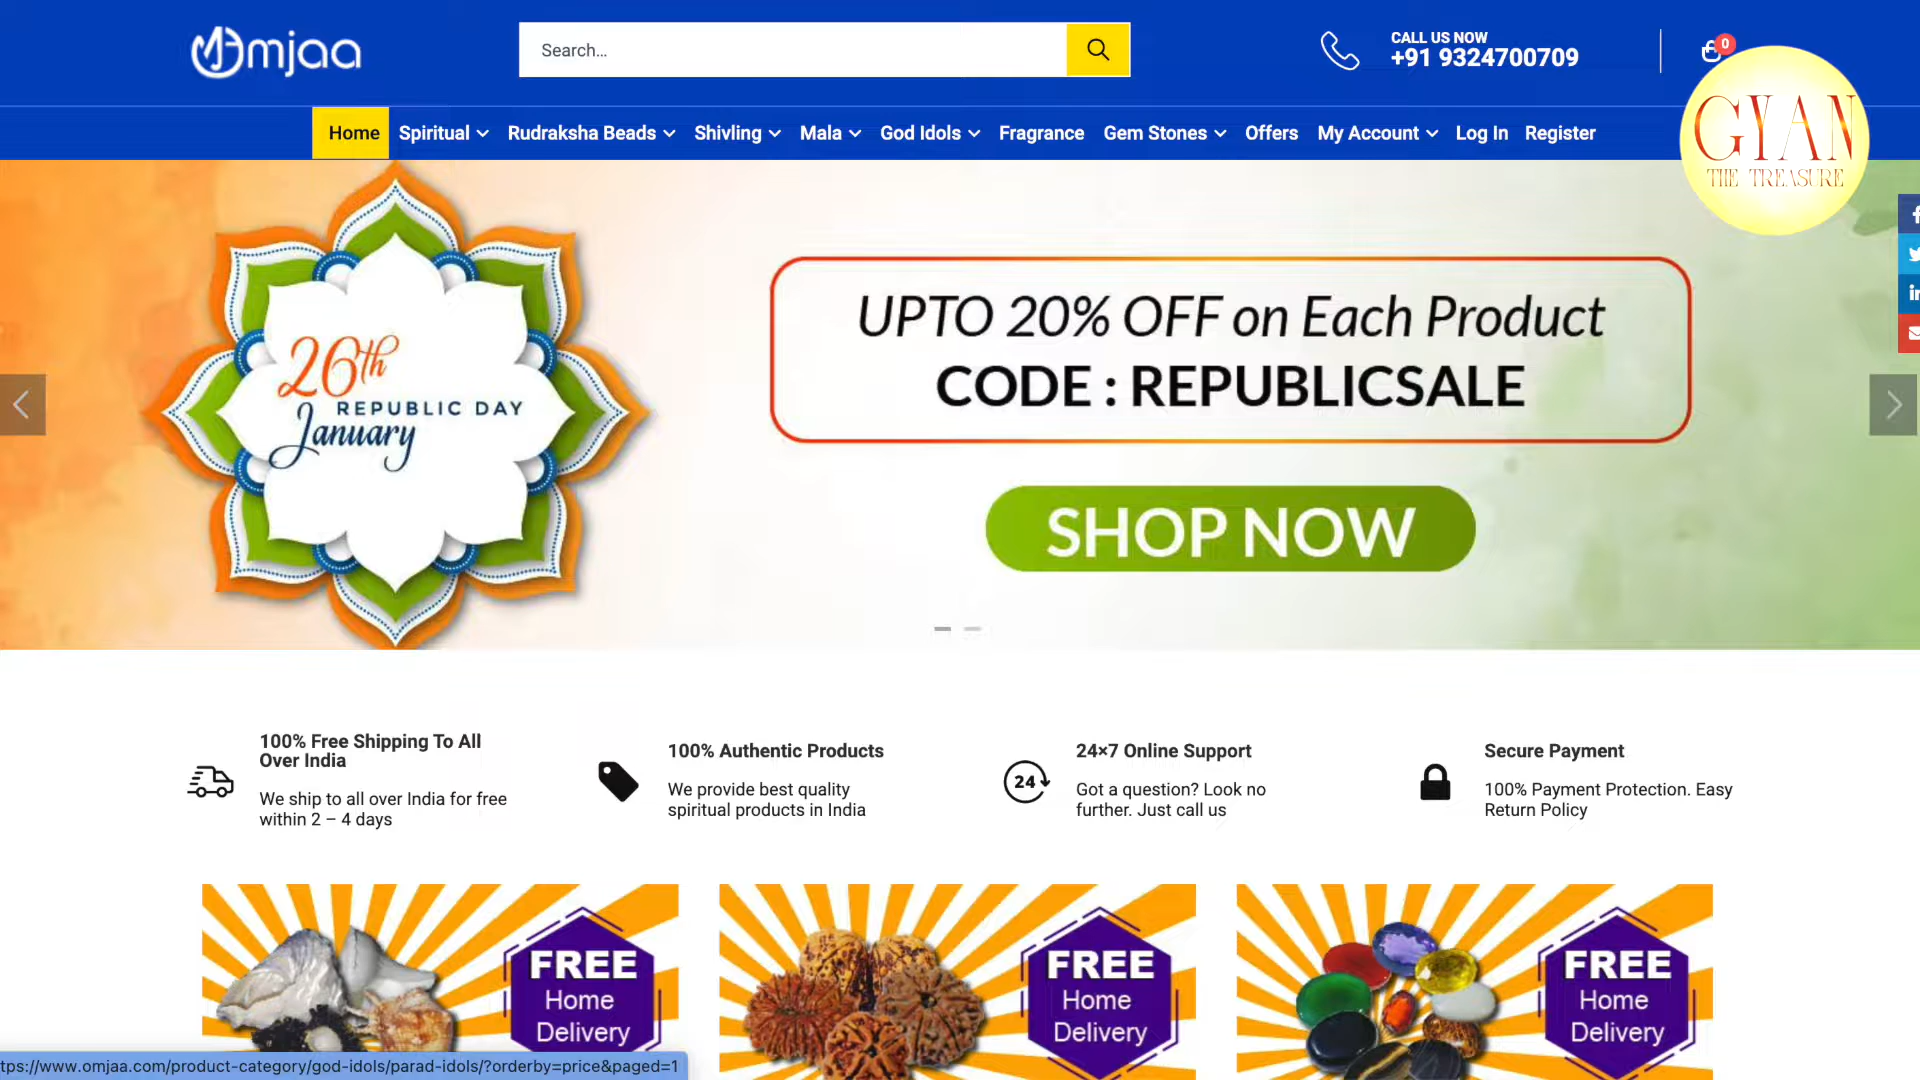 Omjaa
Search...
CALL US NOW
+91 9324700709
0
Home Spiritual Rudraksha Beads Shivling Mala God Idols Fragrance Gem Stones Offers My Account Log In Register
GYAN
THE TREASURE
26th
REPUBLIC DAY
January
UPTO 20% OFF on Each Product
CODE : REPUBLICSALE
SHOP NOW
100% Free Shipping To All
Over India
We ship to all over India for free
within 2 – 4 days
100% Authentic Products
We provide best quality
spiritual products in India
24
24×7 Online Support
Got a question? Look no
further. Just call us
Secure Payment
100% Payment Protection. Easy
Return Policy
FREE
Home
Delivery
FREE
Home
Delivery
FREE
Home
Delivery
tps://www.omjaa.com/product-category/god-idols/parad-idols/?orderby=price&paged=1